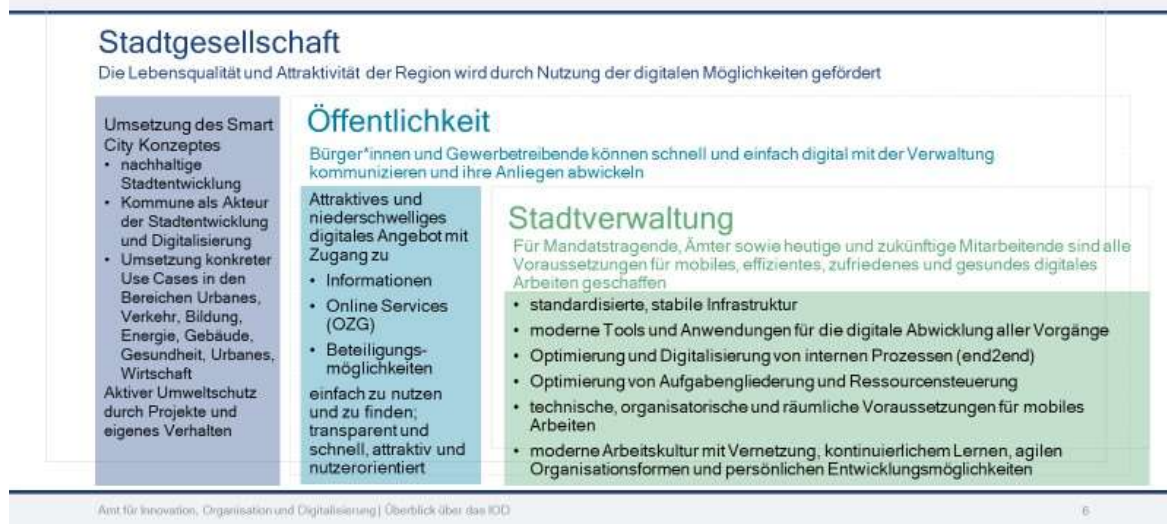 Stadtgesellschaft
Die Lebensqualität und Attraktivität der Region wird durch Nutzung der digitalen Möglichkeiten gefördert
Umsetzung des Smart
City Konzeptes
• nachhaltige
Stadtentwicklung
• Kommune als Akteur
der Stadtentwicklung
und Digitalisierung
• Umsetzung konkreter
Use Cases in den
Bereichen Urbanes,
Verkehr, Bildung,
Energie, Gebäude,
Gesundheit, Urbanes,
Wirtschaft
Aktiver Umweltschutz
durch Projekte und
eigenes Verhalten
Öffentlichkeit
Bürger*innen und Gewerbetreibende können schnell und einfach digital mit der Verwaltung
kommunizieren und ihre Anliegen abwickeln
Attraktives und
niederschwelliges
digitales Angebot mit
Zugang zu
• Informationen
• Online Services
(OZG)
• Beteiligungs-
möglichkeiten
einfach zu nutzen
und zu finden;
transparent und
schnell, attraktiv und
nutzerorientiert
Stadtverwaltung
Für Mandatstragende, Ämter sowie heutige und zukünftige Mitarbeitende sind alle
Voraussetzungen für mobiles, effizientes, zufriedenes und gesundes digitales
Arbeiten geschaffen
• standardisierte, stabile Infrastruktur
• moderne Tools und Anwendungen für die digitale Abwicklung aller Vorgänge
• Optimierung und Digitalisierung von internen Prozessen (end2end)
• Optimierung von Aufgabengliederung und Ressourcensteuerung
• technische, organisatorische und räumliche Voraussetzungen für mobiles
Arbeiten
• moderne Arbeitskultur mit Vernetzung, kontinuierlichem Lernen, agilen
Organisationsformen und persönlichen Entwicklungsmöglichkeiten
Amt für Innovation, Organisation und Digitalisierung | Überblick über das IOD
6